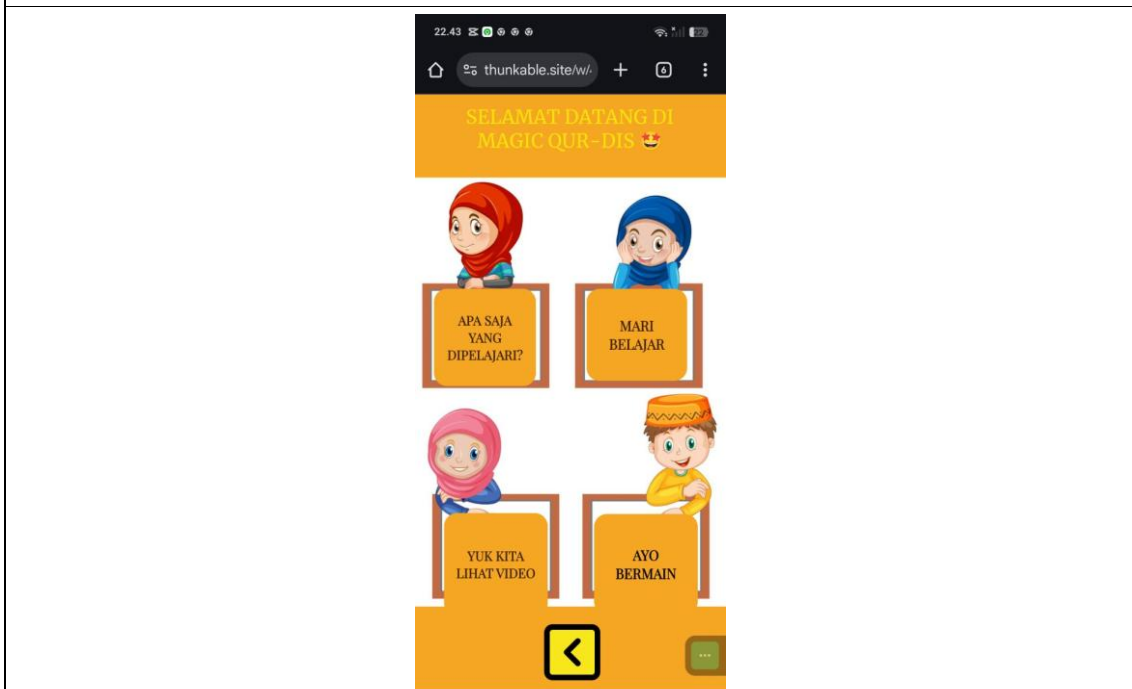 22.43
22
thunkable.site/w/
6
SELAMAT DATANG DI
MAGIC QUR-DIS 🤩
APA SAJA
YANG
DIPELAJARI?
MARI
BELAJAR
YUK KITA
LIHAT VIDEO
AYO
BERMAIN